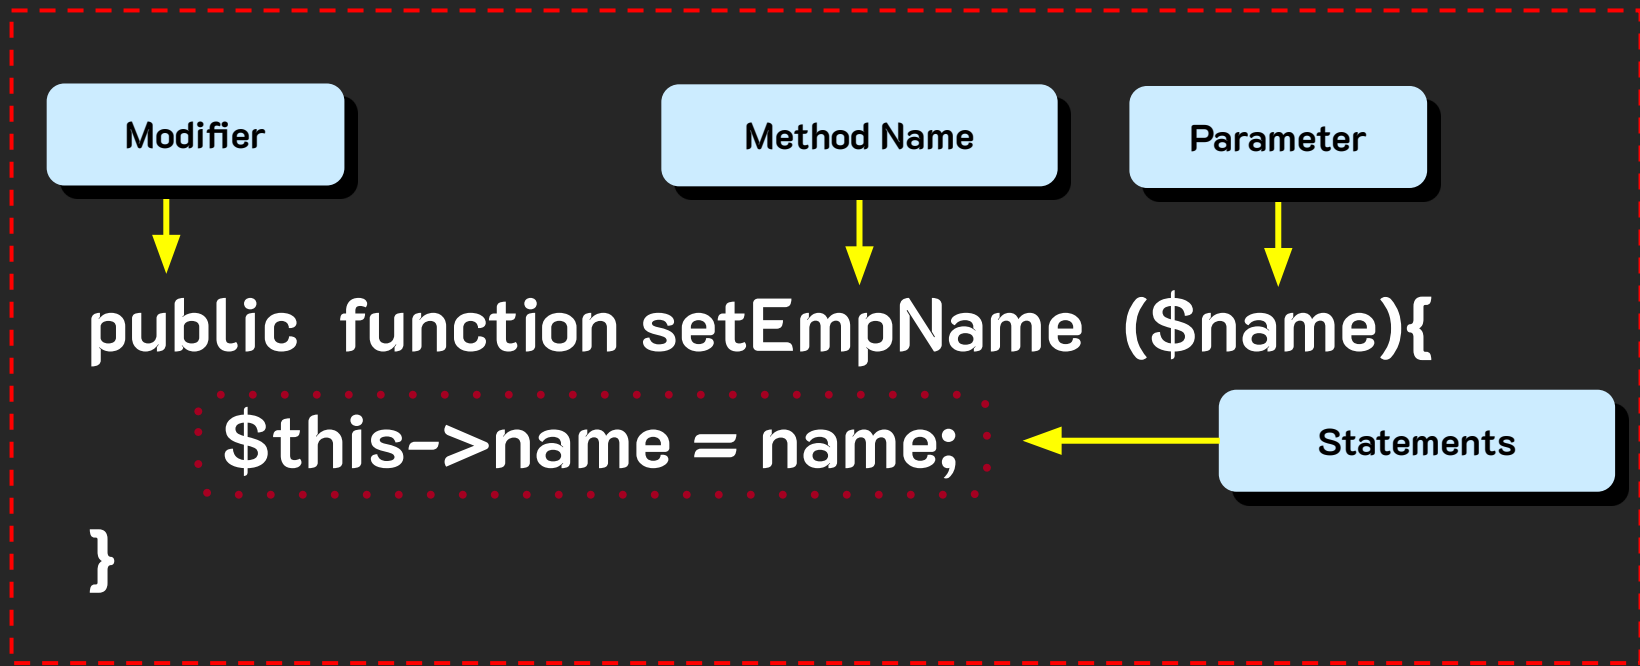 Modifier
Method Name
Parameter
public function setEmpName ($name){
$this->name = name;
Statements
}